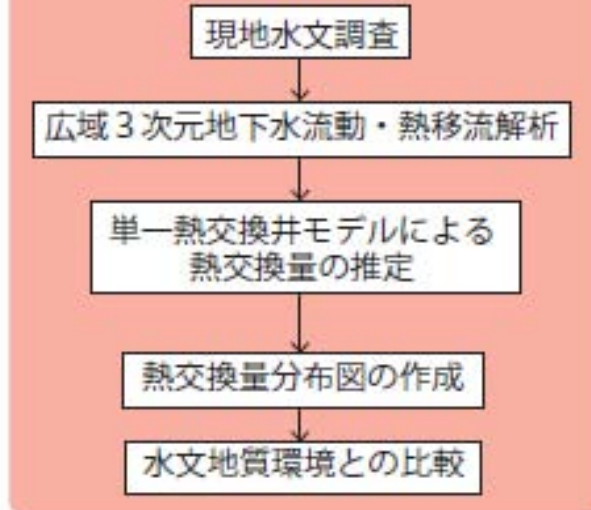 現地水文調査
広域3次元地下水流動・熱移流解析
単一熱交換井モデルによる
熱交換量の推定
熱交換量分布図の作成
水文地質環境との比較